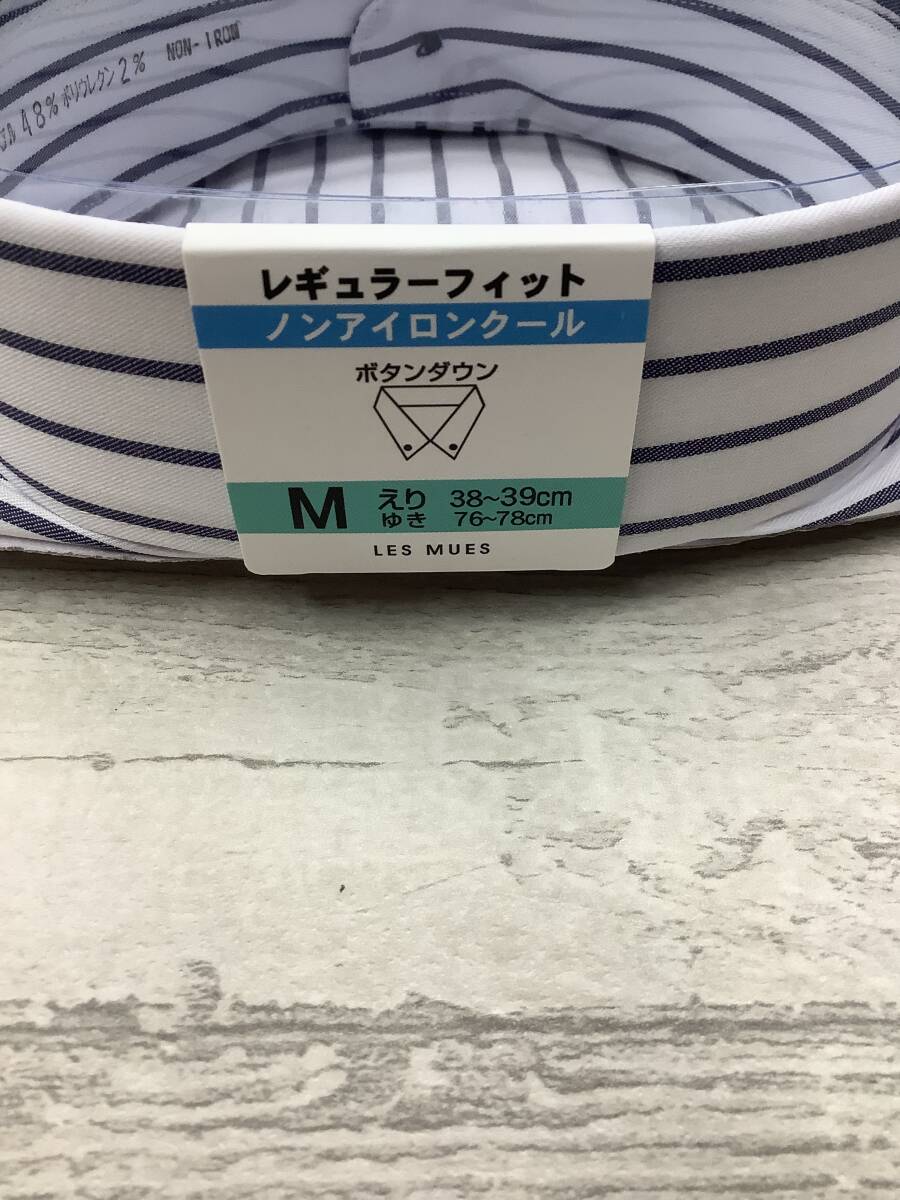 48%ポリウレタン2% NON-IRON
レギュラーフィット
ノンアイロンクール
ボタンダウン
M えり 38~39cm
ゆき 76~78cm
LES MUES